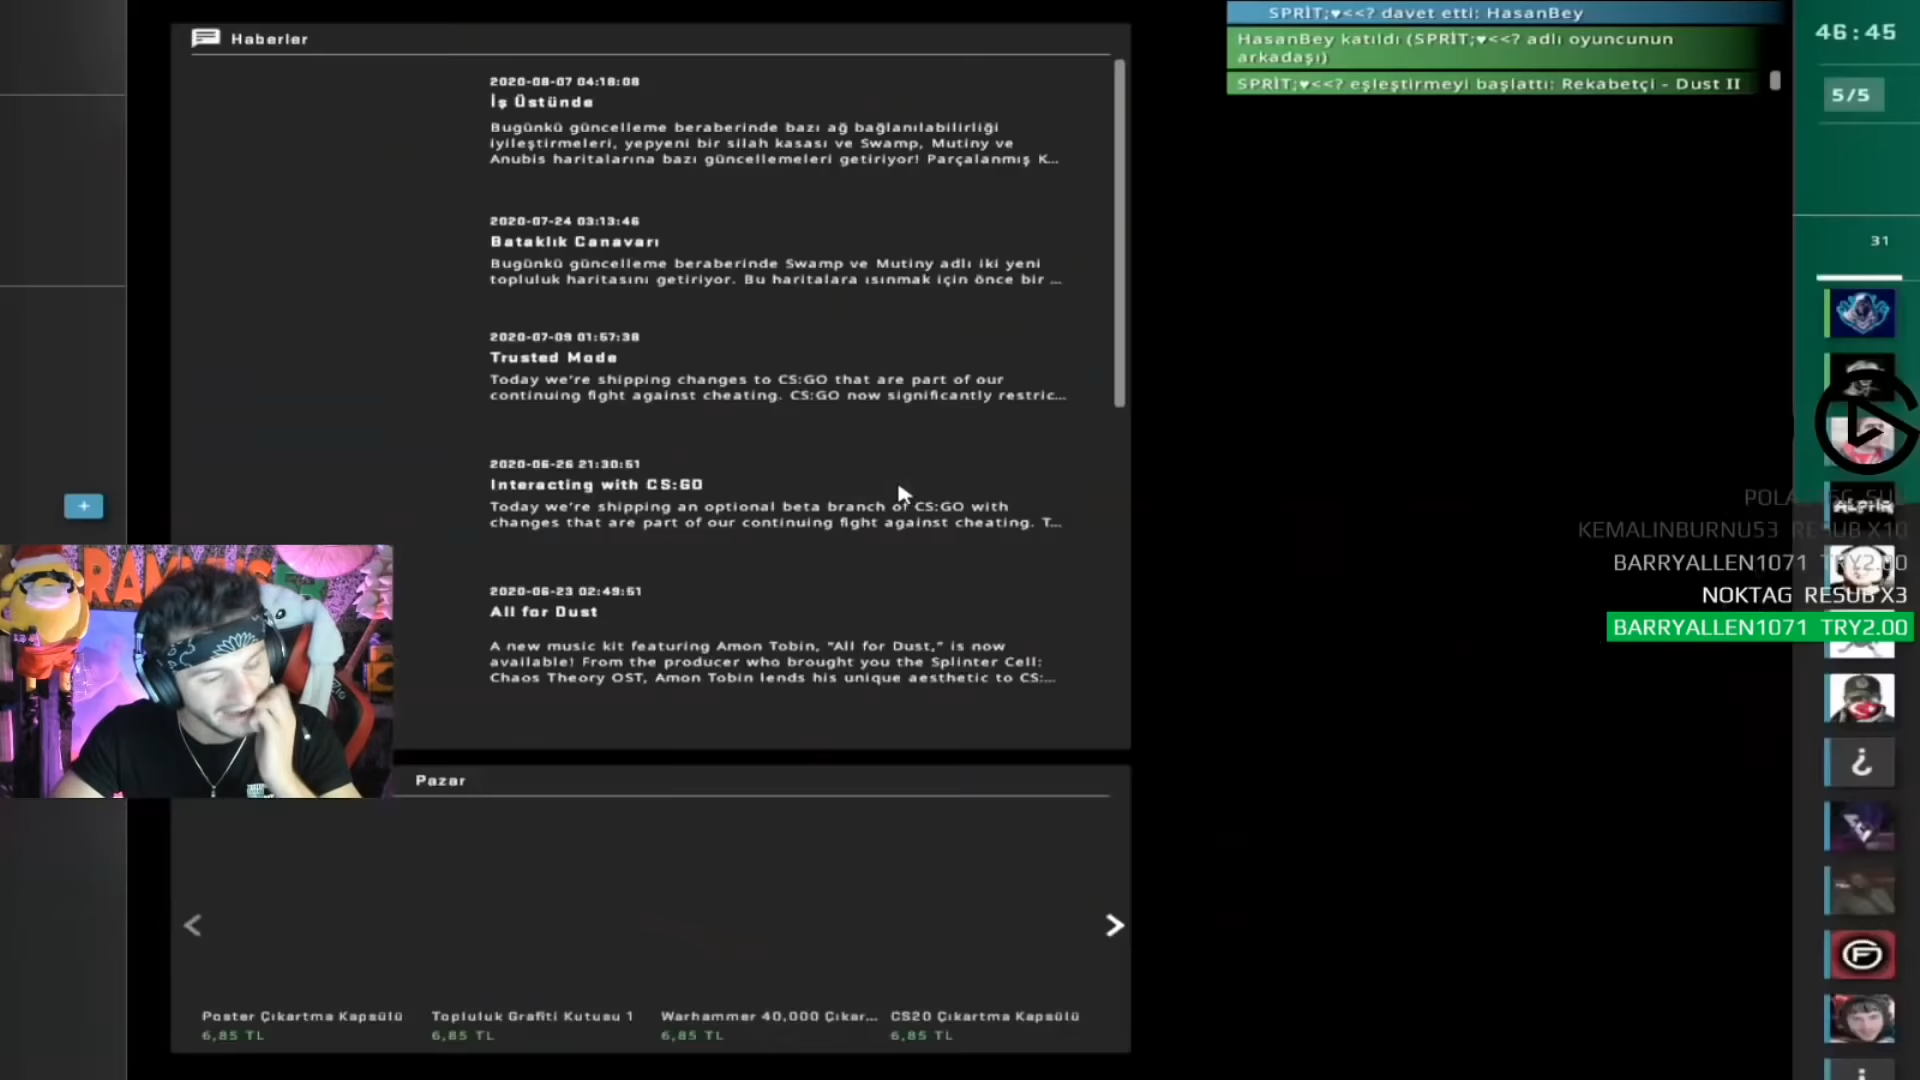 Haberler
2020-08-07 04:18:08
İş Üstünde
Bugünkü güncelleme beraberinde bazı ağ bağlanılabilirliği
iyileştirmeleri, yepyeni bir silah kasası ve Swamp, Mutiny ve
Anubis haritalarına bazı güncellemeleri getiriyor! Parçalanmış K...
2020-07-24 03:13:46
Bataklık Canavarı
Bugünkü güncelleme beraberinde Swamp ve Mutiny adlı iki yeni
topluluk haritasını getiriyor. Bu haritalara ısınmak için önce bir ...
2020-07-09 01:57:38
Trusted Mode
Today we're shipping changes to CS:GO that are part of our
continuing fight against cheating. CS:GO now significantly restric...
2020-06-26 21:30:51
Interacting with CS:GO
Today we're shipping an optional beta branch of CS:GO with
changes that are part of our continuing fight against cheating. T...
2020-06-23 02:49:51
All for Dust
A new music kit featuring Amon Tobin, "All for Dust," is now
available! From the producer who brought you the Splinter Cell:
Chaos Theory OST, Amon Tobin lends his unique aesthetic to CS:...
Pazar
Poster Çıkartma Kapsülü
6,85 TL
Topluluk Grafiti Kutusu 1
6,85 TL
Warhammer 40,000 Çıkar...
6,85 TL
CS20 Çıkartma Kapsülü
6,85 TL
SPRİT;♥<<? davet etti: HasanBey
HasanBey katıldı (SPRİT;♥<<? adlı oyuncunun
arkadaşı)
SPRİT;♥<<? eşleştirmeyi başlattı: Rekabetçi - Dust II
46:45
5/5
31
ALPHA
KEMALINBURNU53 RESUB X10
BARRYALLEN1071 TRY2.00
NOKTAG RESUB X3
BARRYALLEN1071 TRY2.00